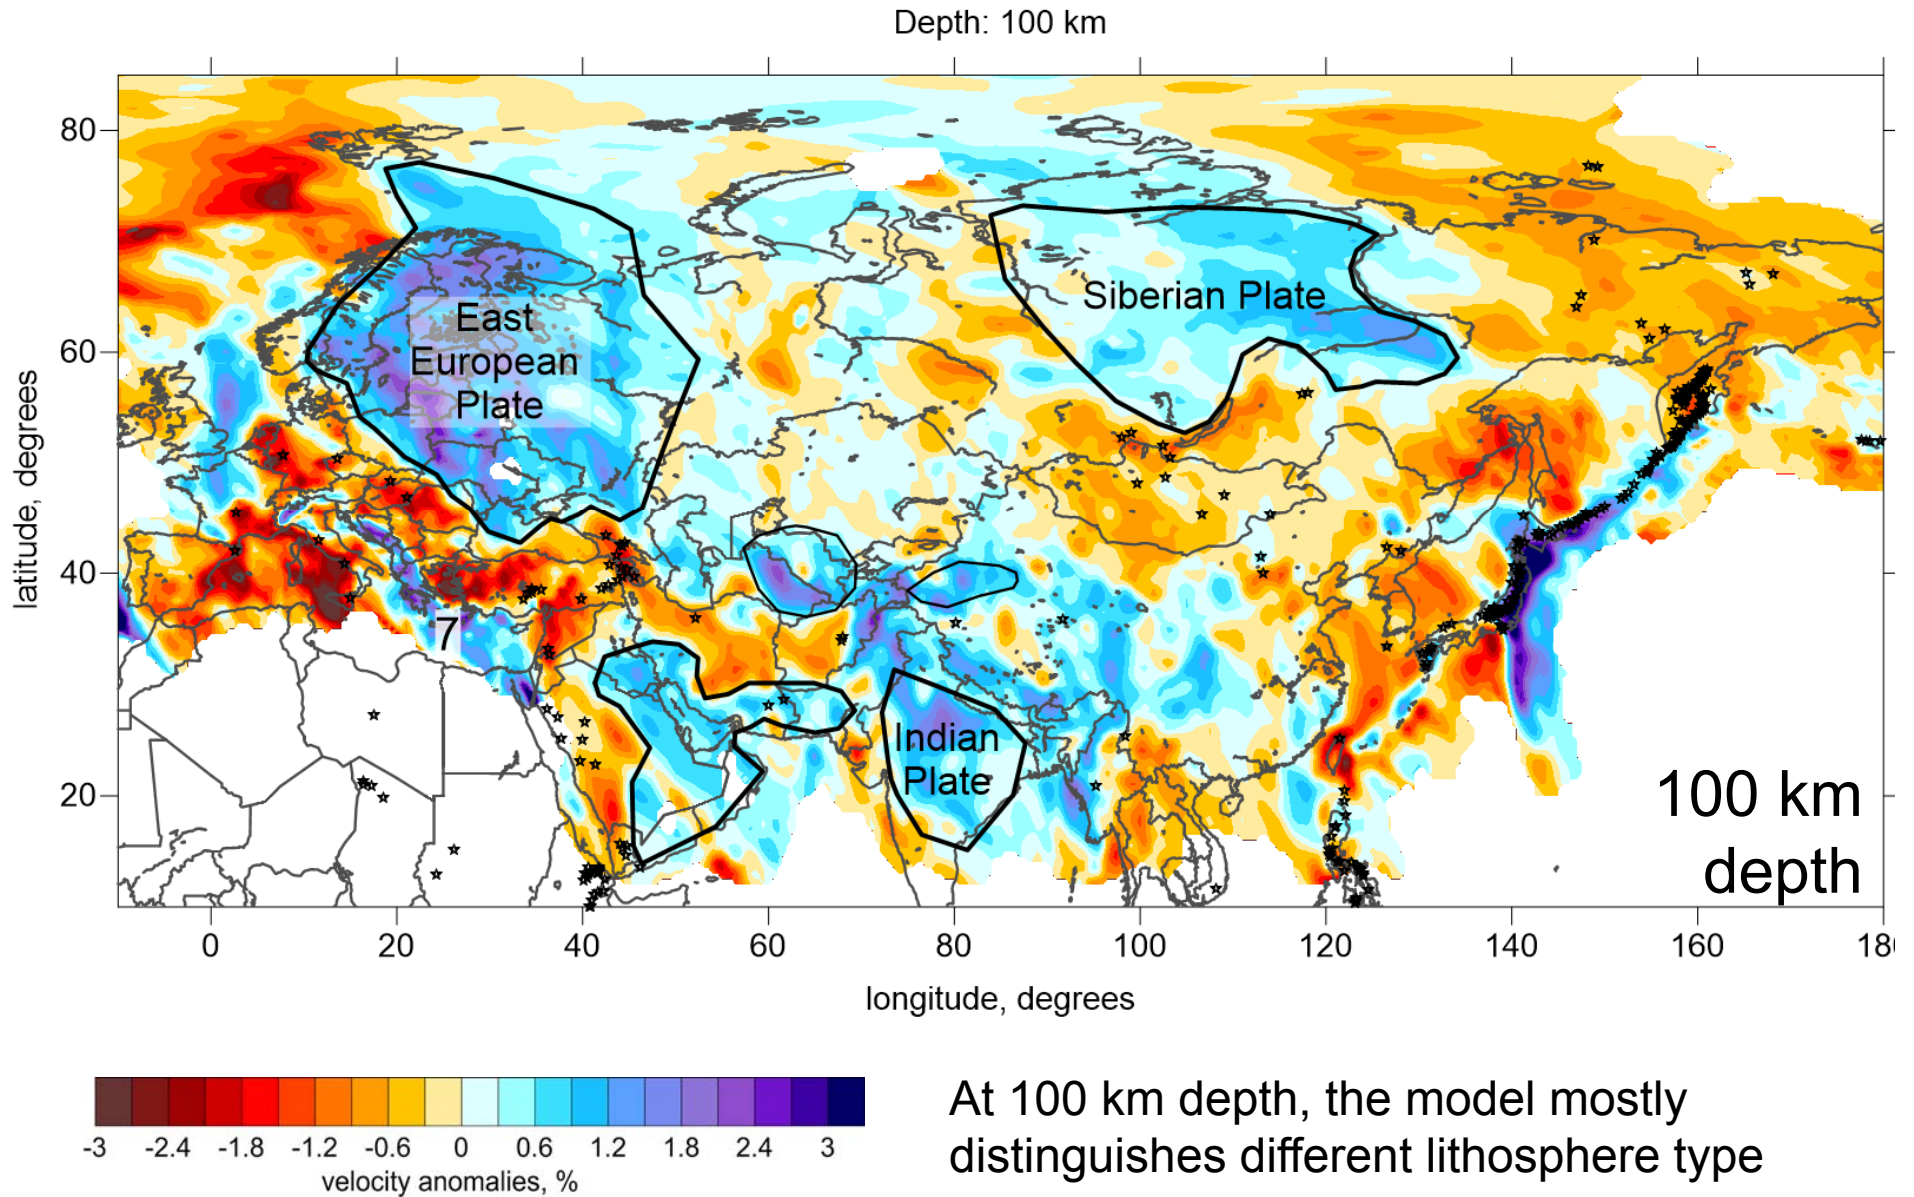 Depth: 100 km
80
60
40
20
latitude, degrees
East
European
Plate
Siberian Plate
7
Indian
Plate
100 km
depth
0 20 40 60 80 100 120 140 160 18
longitude, degrees
-3 -2.4 -1.8 -1.2 -0.6 0 0.6 1.2 1.8 2.4 3
velocity anomalies, %
At 100 km depth, the model mostly
distinguishes different lithosphere type